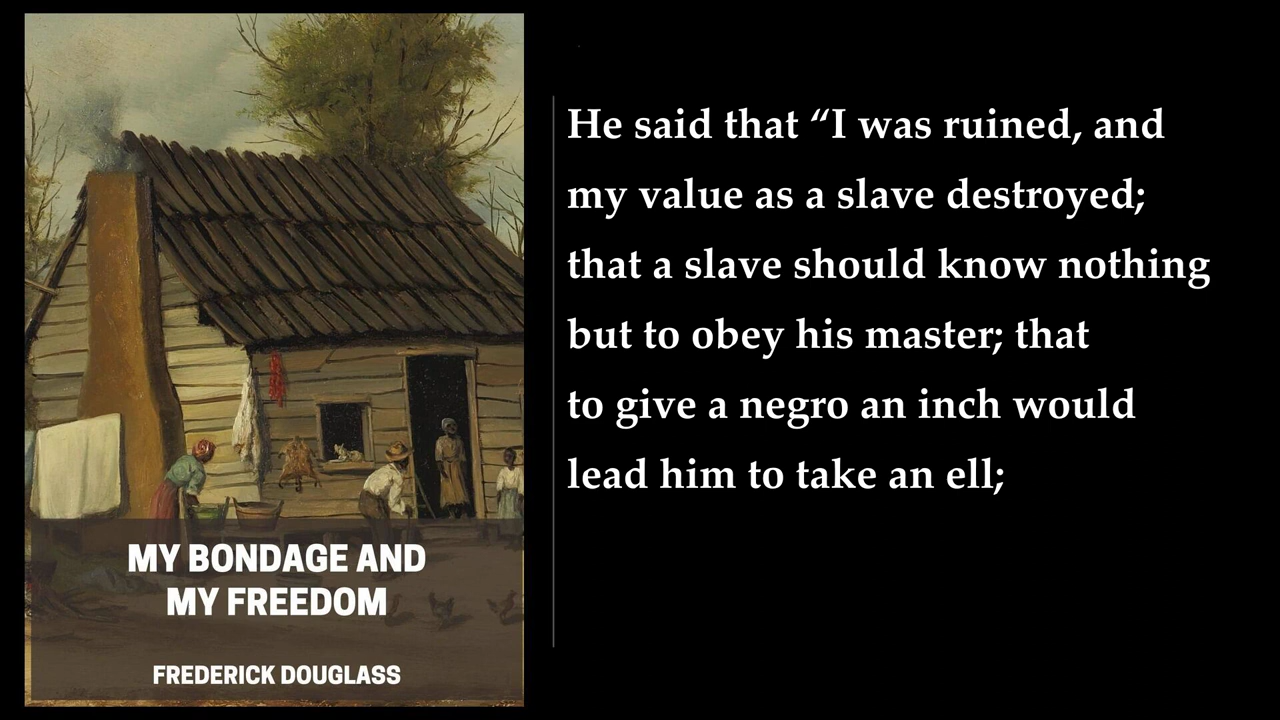 He said that “I was ruined, and
my value as a slave destroyed;
that a slave should know nothing
but to obey his master; that
to give a negro an inch would
lead him to take an ell;
MY BONDAGE AND
MY FREEDOM
FREDERICK DOUGLASS